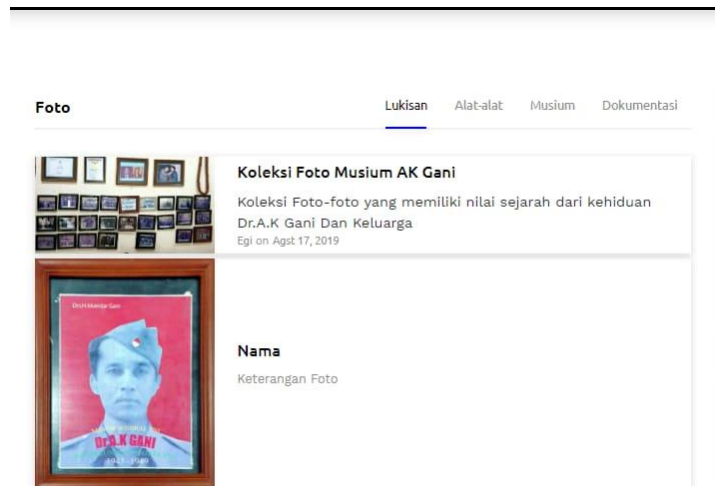 Foto
Lukisan Alat-alat Musium Dokumentasi
Koleksi Foto Musium AK Gani
Koleksi Foto-foto yang memiliki nilai sejarah dari kehiduan
Dr.A.K Gani Dan Keluarga
Egi on Agst 17, 2019
Nama
Keterangan Foto
Dr.A.K GANI